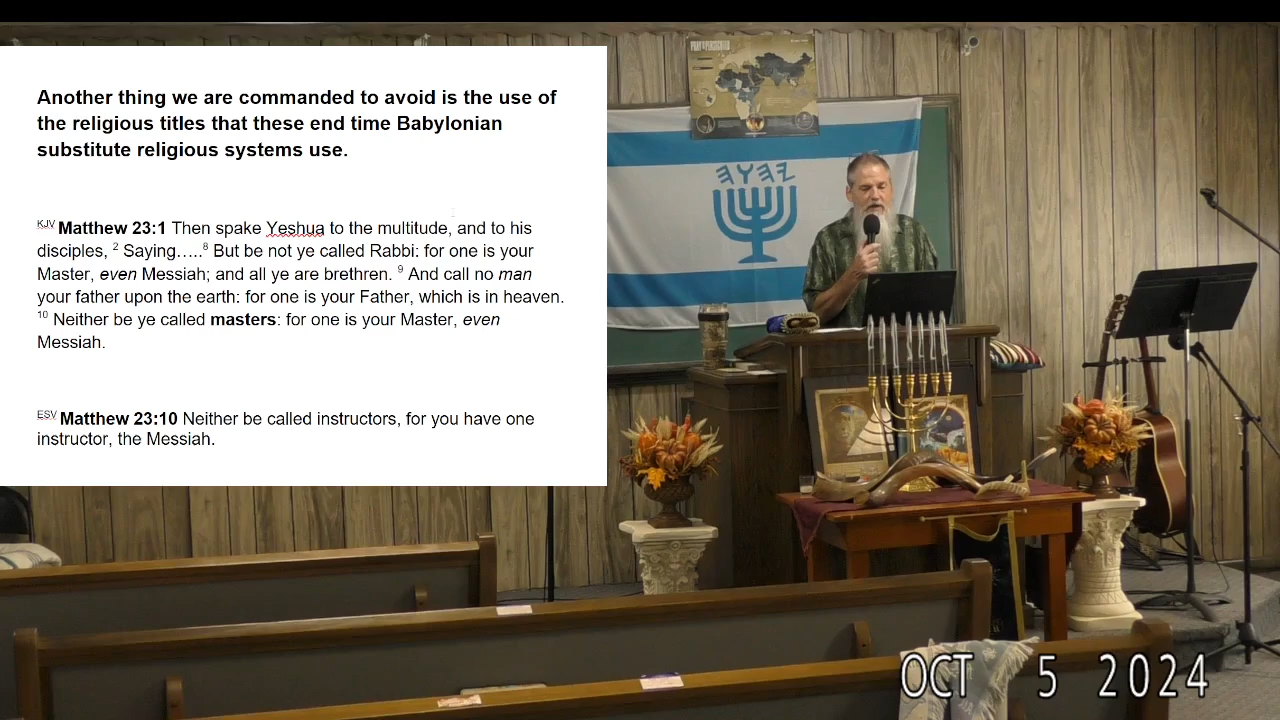 Another thing we are commanded to avoid is the use of
the religious titles that these end time Babylonian
substitute religious systems use.
KJV Matthew 23:1 Then spake Yeshua to the multitude, and to his
disciples, 2 Saying…..8 But be not ye called Rabbi: for one is your
Master, even Messiah; and all ye are brethren. 9 And call no man
your father upon the earth: for one is your Father, which is in heaven.
10 Neither be ye called masters: for one is your Master, even
Messiah.
ESV Matthew 23:10 Neither be called instructors, for you have one
instructor, the Messiah.
𐤉𐤄𐤅𐤄
OCT 5 2024